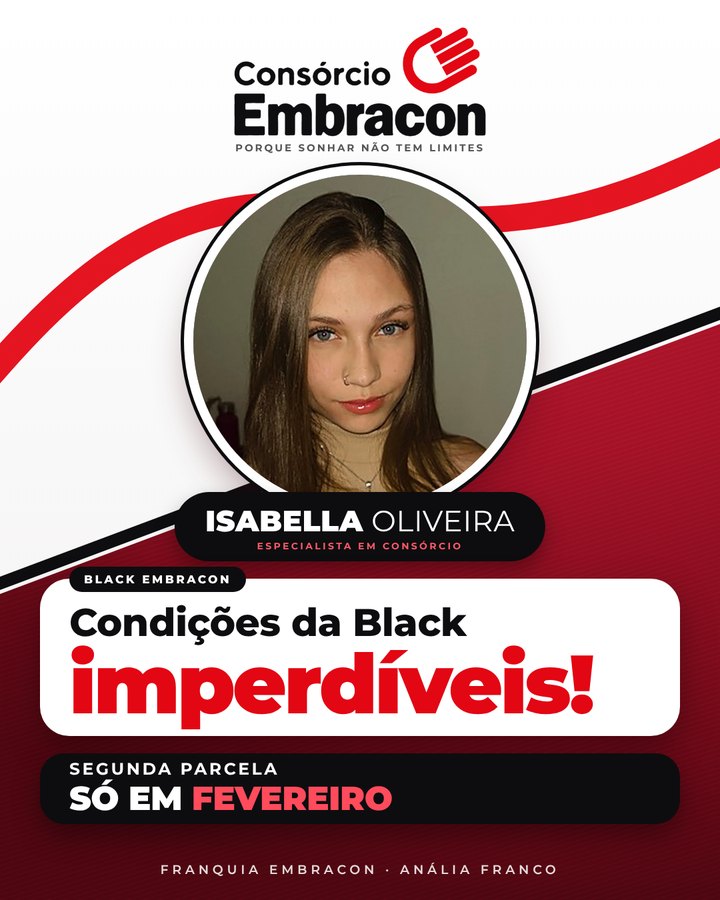 Consórcio
Embracon
PORQUE SONHAR NÃO TEM LIMITES
ISABELLA OLIVEIRA
ESPECIALISTA EM CONSÓRCIO
BLACK EMBRACON
Condições da Black
imperdíveis!
SEGUNDA PARCELA
SÓ EM FEVEREIRO
FRANQUIA EMBRACON · ANÁLIA FRANCO